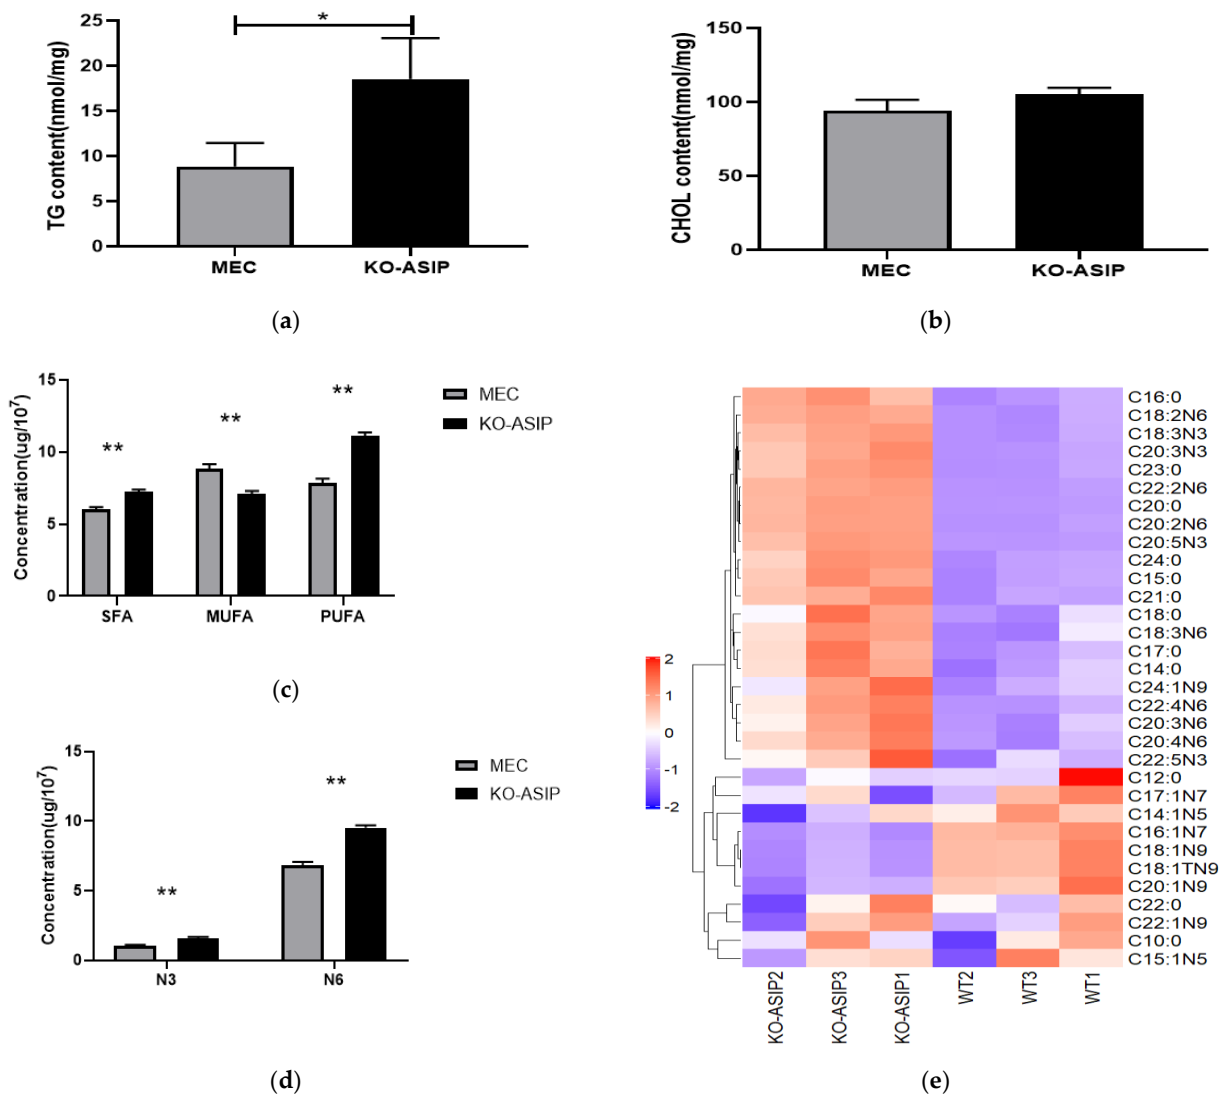 TG content(nmol/mg)
25
20
15
10
5
0
*
MEC
KO-ASIP
(a)
CHOL content(nmol/mg)
150
100
50
0
MEC
KO-ASIP
(b)
Concentration(ug/10⁷)
15
10
5
0
**
**
**
SFA
MUFA
PUFA
MEC
KO-ASIP
(c)
Concentration(ug/10⁷)
15
10
5
0
**
**
N3
N6
MEC
KO-ASIP
(d)
2
1
0
-1
-2
C16:0
C18:2N6
C18:3N3
C20:3N3
C23:0
C22:2N6
C20:0
C20:2N6
C20:5N3
C24:0
C15:0
C21:0
C18:0
C18:3N6
C17:0
C14:0
C24:1N9
C22:4N6
C20:3N6
C20:4N6
C22:5N3
C12:0
C17:1N7
C14:1N5
C16:1N7
C18:1N9
C18:1TN9
C20:1N9
C22:0
C22:1N9
C10:0
C15:1N5
KO-ASIP2
KO-ASIP3
KO-ASIP1
WT2
WT3
WT1
(e)